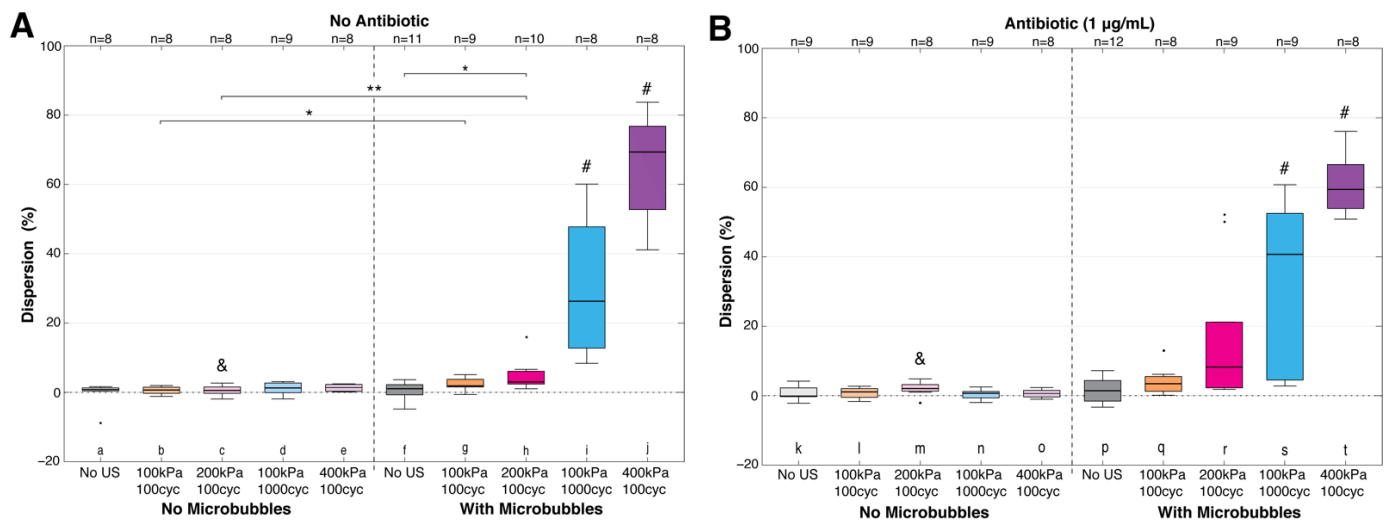 A
No Antibiotic
n=8 n=8 n=8 n=9 n=8 n=11 n=9 n=10 n=8 n=8
100
80
60
40
20
0
−20
Dispersion (%)
*
**
*
&
#
#
a b c d e f g h i j
No US 100kPa 200kPa 100kPa 400kPa No US 100kPa 200kPa 100kPa 400kPa
100cyc 100cyc 1000cyc 100cyc 100cyc 100cyc 1000cyc 100cyc
No Microbubbles With Microbubbles
B
Antibiotic (1 µg/mL)
n=9 n=9 n=8 n=9 n=8 n=12 n=8 n=9 n=9 n=8
100
80
60
40
20
0
−20
Dispersion (%)
&
#
#
k l m n o p q r s t
No US 100kPa 200kPa 100kPa 400kPa No US 100kPa 200kPa 100kPa 400kPa
100cyc 100cyc 1000cyc 100cyc 100cyc 100cyc 1000cyc 100cyc
No Microbubbles With Microbubbles